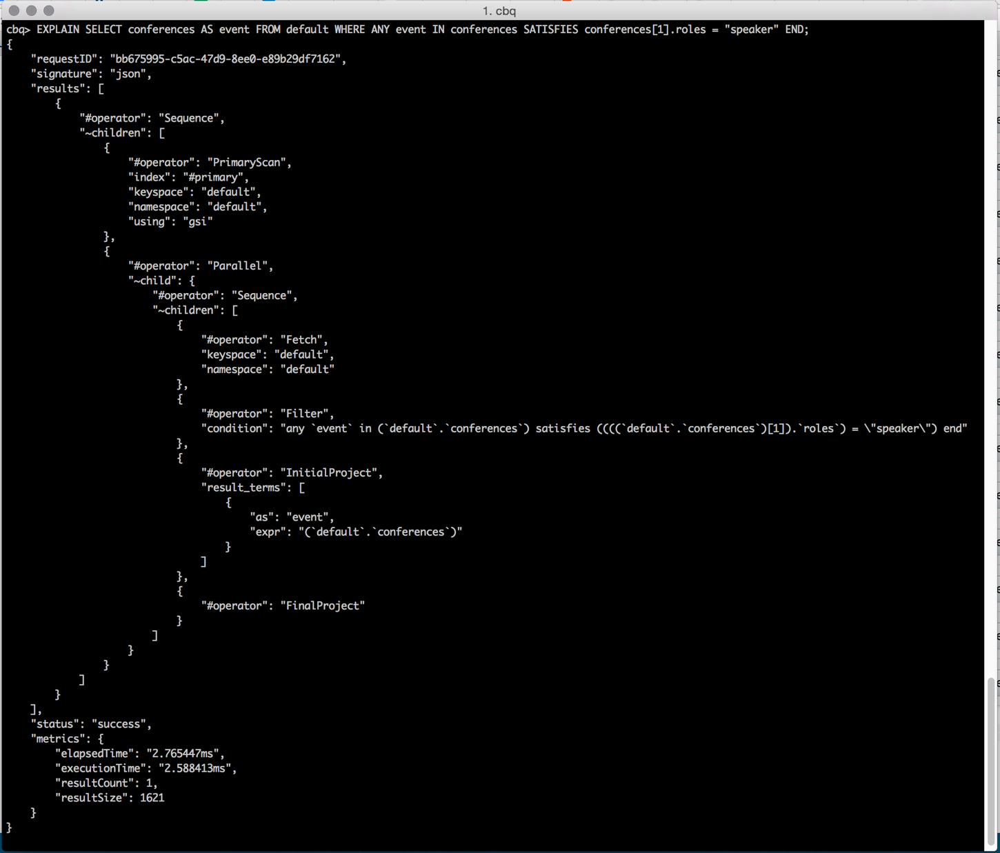 1. cbq
cbq> EXPLAIN SELECT conferences AS event FROM default WHERE ANY event IN conferences SATISFIES conferences[1].roles = "speaker" END;
{
    "requestID": "bb675995-c5ac-47d9-8ee0-e89b29df7162",
    "signature": "json",
    "results": [
        {
            "#operator": "Sequence",
            "~children": [
                {
                    "#operator": "PrimaryScan",
                    "index": "#primary",
                    "keyspace": "default",
                    "namespace": "default",
                    "using": "gsi"
                },
                {
                    "#operator": "Parallel",
                    "~child": {
                        "#operator": "Sequence",
                        "~children": [
                            {
                                "#operator": "Fetch",
                                "keyspace": "default",
                                "namespace": "default"
                            },
                            {
                                "#operator": "Filter",
                                "condition": "any `event` in (`default`.`conferences`) satisfies ((((`default`.`conferences`)[1]).`roles`) = \"speaker\") end"
                            },
                            {
                                "#operator": "InitialProject",
                                "result_terms": [
                                    {
                                        "as": "event",
                                        "expr": "(`default`.`conferences`)"
                                    }
                                ]
                            },
                            {
                                "#operator": "FinalProject"
                            }
                        ]
                    }
                }
            ]
        }
    ],
    "status": "success",
    "metrics": {
        "elapsedTime": "2.765447ms",
        "executionTime": "2.588413ms",
        "resultCount": 1,
        "resultSize": 1621
    }
}